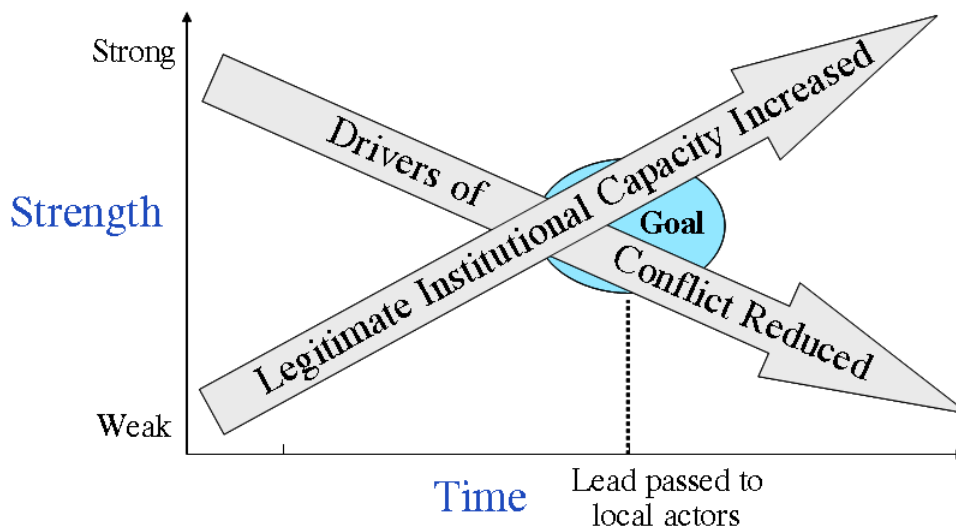 Strong
Legitimate Institutional Capacity Increased
Drivers of
Conflict Reduced
Goal
Strength
Weak
Time
Lead passed to
local actors